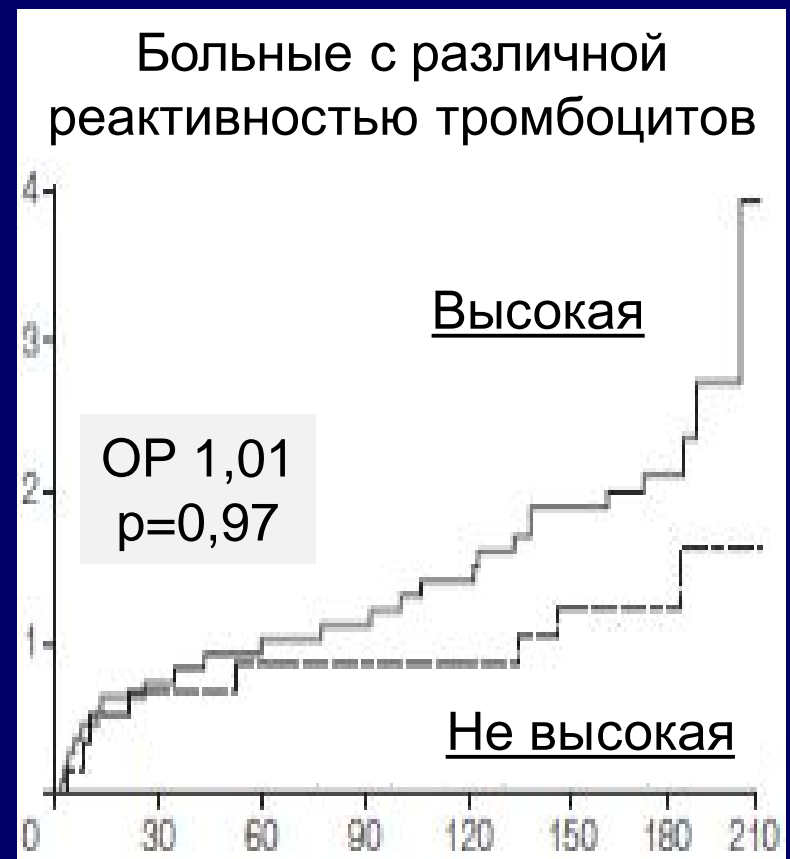 Больные с различной
реактивностью тромбоцитов
4
Высокая
3
ОР 1,01
2
р=0,97
1
Не высокая
0 30 60 90 120 150 180 210